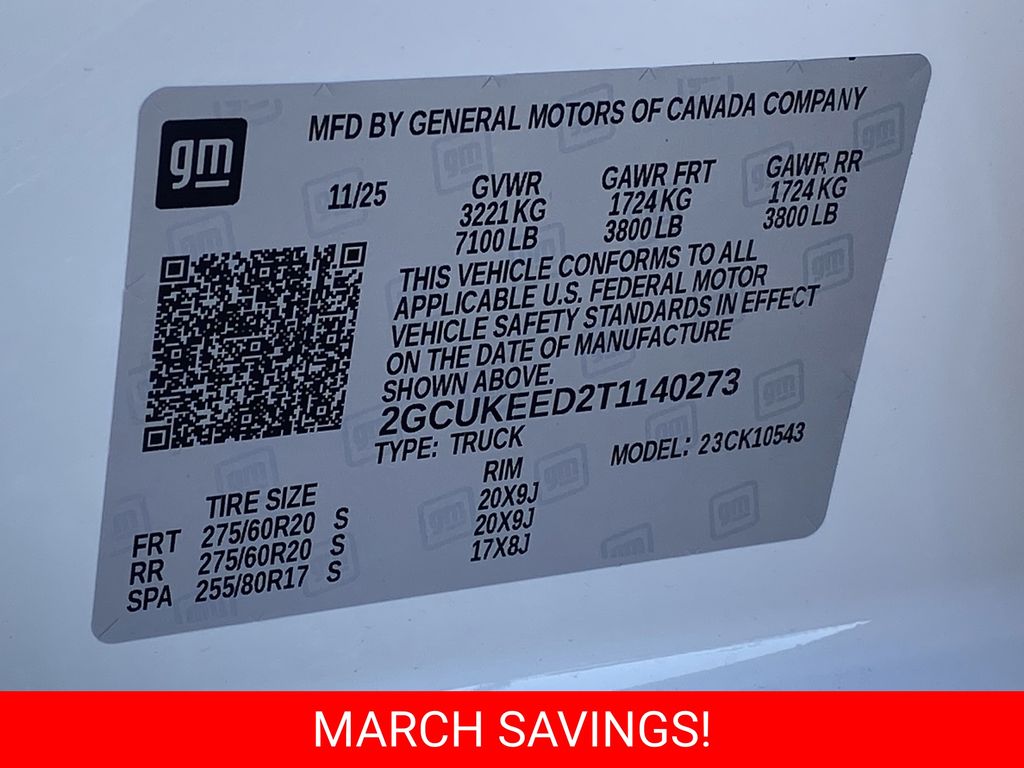 gm
MFD BY GENERAL MOTORS OF CANADA COMPANY
11/25
GVWR
3221 KG
7100 LB
GAWR FRT
1724 KG
3800 LB
GAWR RR
1724 KG
3800 LB
THIS VEHICLE CONFORMS TO ALL
APPLICABLE U.S. FEDERAL MOTOR
VEHICLE SAFETY STANDARDS IN EFFECT
ON THE DATE OF MANUFACTURE
SHOWN ABOVE.
2GCUKEED2T1140273
TYPE: TRUCK MODEL: 23CK10543
TIRE SIZE RIM
FRT 275/60R20 S 20X9J
RR 275/60R20 S 20X9J
SPA 255/80R17 S 17X8J
MARCH SAVINGS!